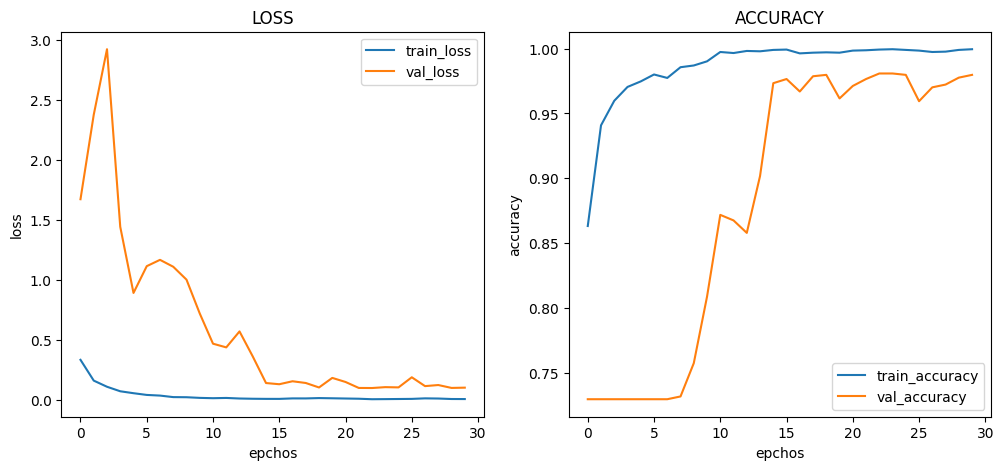 LOSS
3.0
2.5
2.0
1.5
1.0
0.5
0.0
loss
train_loss
val_loss
0 5 10 15 20 25 30
epchos
ACCURACY
1.00
0.95
0.90
0.85
0.80
0.75
accuracy
train_accuracy
val_accuracy
0 5 10 15 20 25 30
epchos